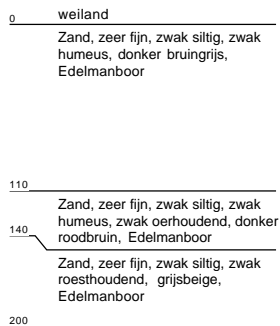 0 weiland
Zand, zeer fijn, zwak siltig, zwak
humeus, donker bruingrijs,
Edelmanboor
110
Zand, zeer fijn, zwak siltig, zwak
humeus, zwak oerhoudend, donker
140 roodbruin, Edelmanboor
Zand, zeer fijn, zwak siltig, zwak
roesthoudend, grijsbeige,
Edelmanboor
200